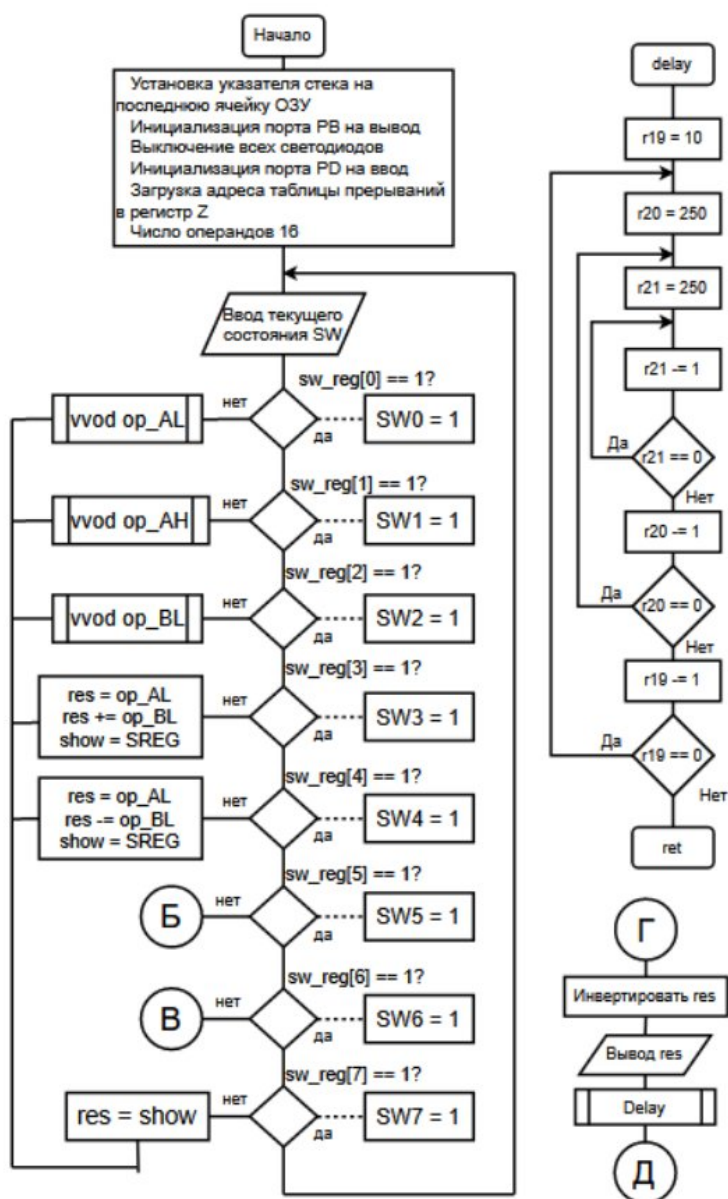 Начало
Установка указателя стека на
последнюю ячейку ОЗУ
Инициализация порта PB на вывод
Выключение всех светодиодов
Инициализация порта PD на ввод
Загрузка адреса таблицы прерываний
в регистр Z
Число операндов 16
Ввод текущего
состояния SW
sw_reg[0] == 1?
нет
vvod op_AL
да
SW0 = 1
sw_reg[1] == 1?
нет
vvod op_AH
да
SW1 = 1
sw_reg[2] == 1?
нет
vvod op_BL
да
SW2 = 1
sw_reg[3] == 1?
нет
res = op_AL
res += op_BL
show = SREG
да
SW3 = 1
sw_reg[4] == 1?
нет
res = op_AL
res -= op_BL
show = SREG
да
SW4 = 1
sw_reg[5] == 1?
Б
нет
да
SW5 = 1
sw_reg[6] == 1?
В
нет
да
SW6 = 1
sw_reg[7] == 1?
нет
res = show
да
SW7 = 1
delay
r19 = 10
r20 = 250
r21 = 250
r21 -= 1
Да
r21 == 0
Нет
r20 -= 1
Да
r20 == 0
Нет
r19 -= 1
Да
r19 == 0
Нет
ret
Г
Инвертировать res
Вывод res
Delay
Д